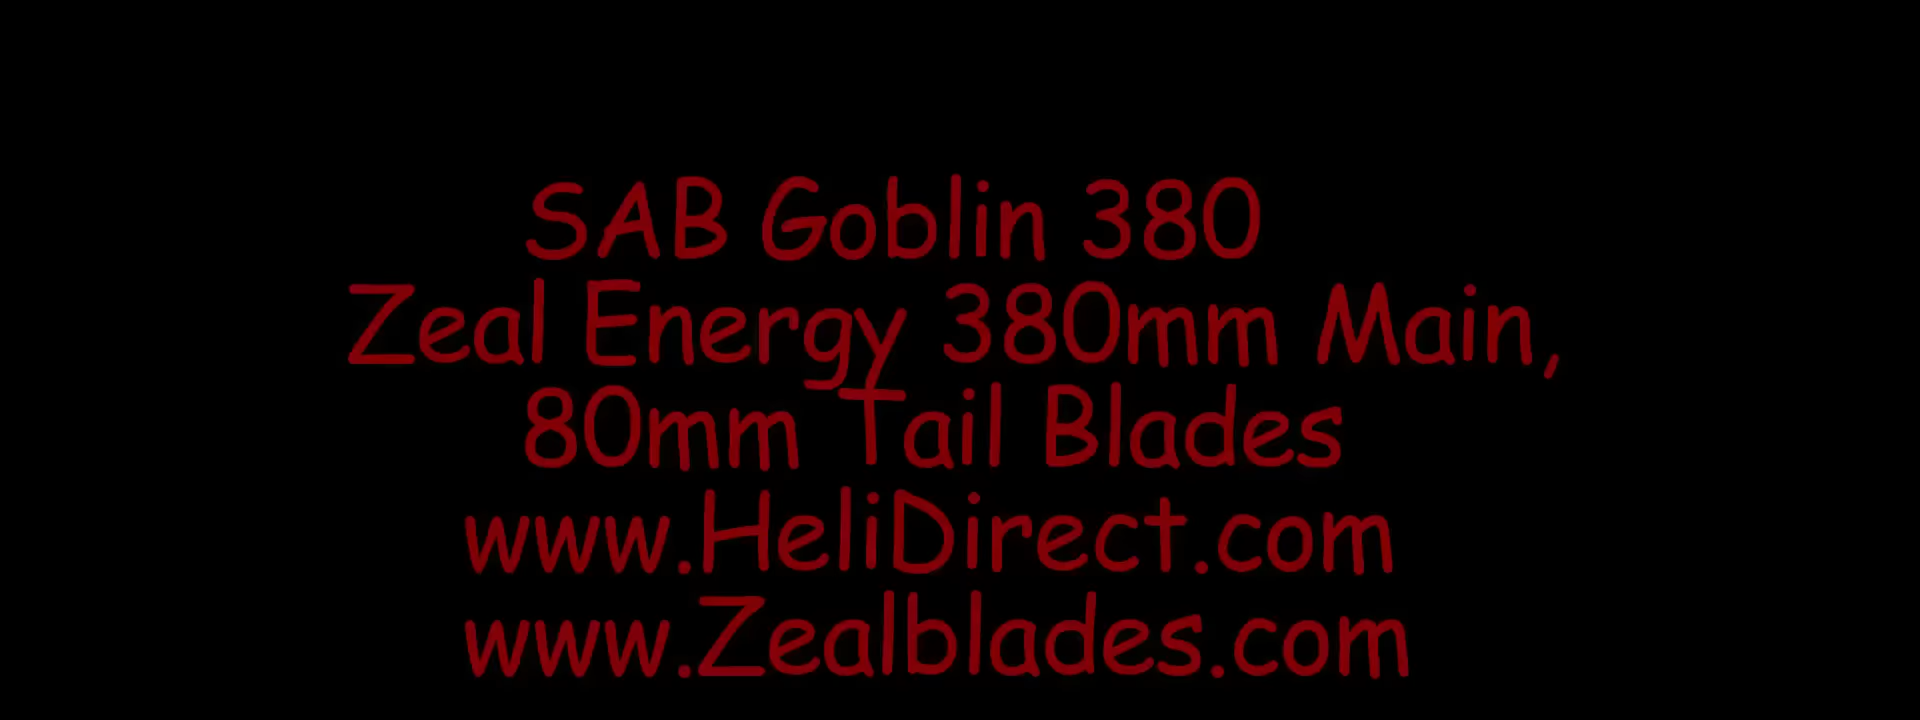 SAB Goblin 380
Zeal Energy 380mm Main,
80mm Tail Blades
www.HeliDirect.com
www.Zealblades.com